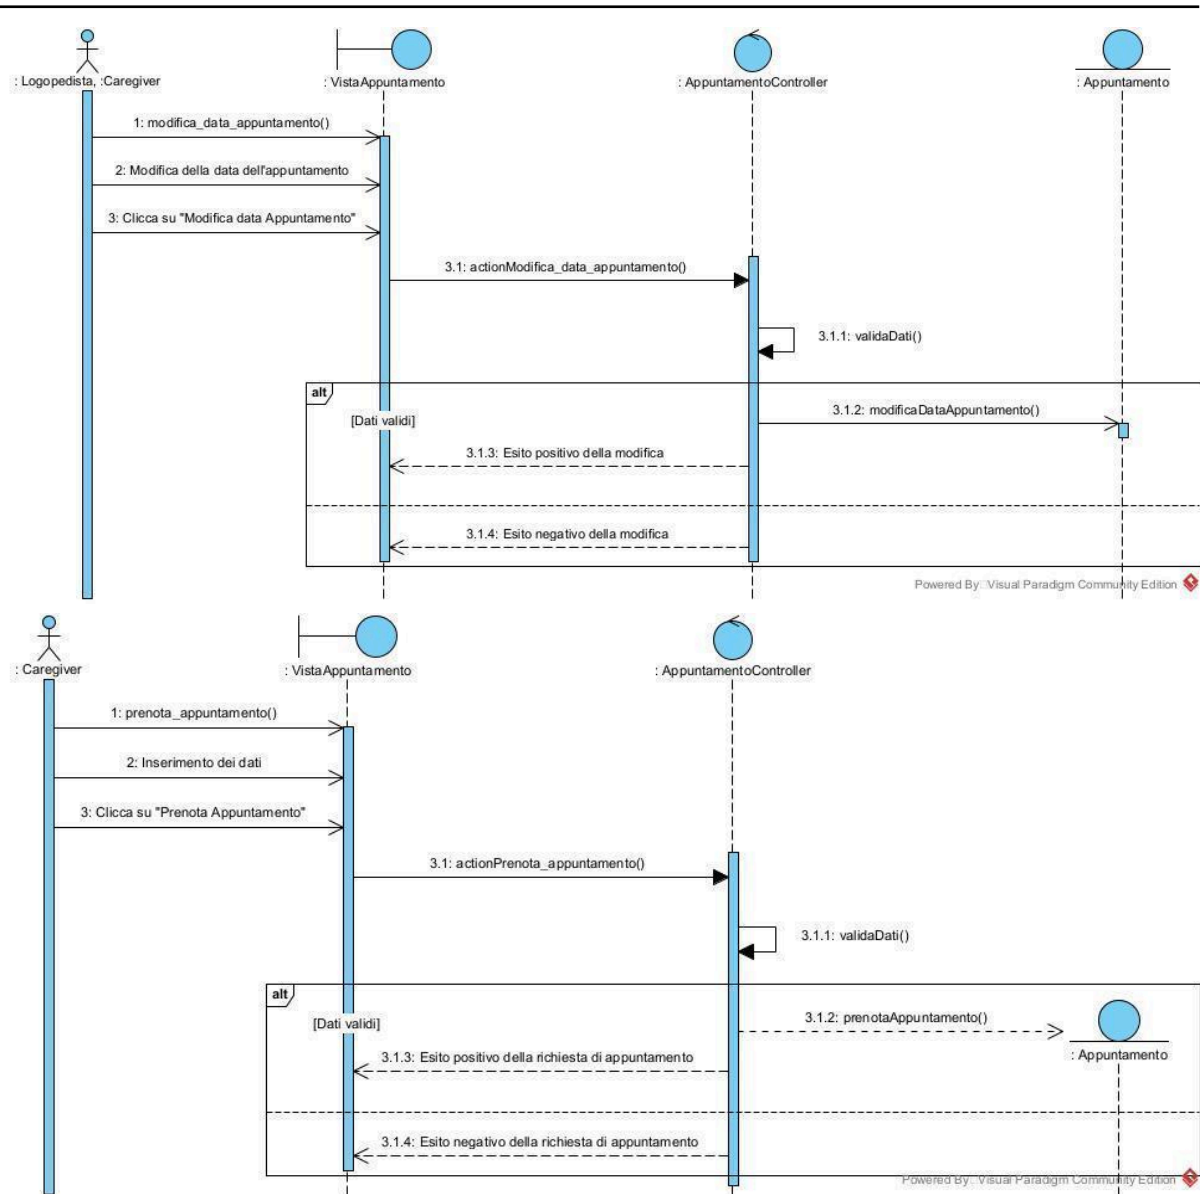 : Logopedista, :Caregiver
: VistaAppuntamento
: AppuntamentoController
: Appuntamento
1: modifica_data_appuntamento()
2: Modifica della data dell'appuntamento
3: Clicca su "Modifica data Appuntamento"
3.1: actionModifica_data_appuntamento()
3.1.1: validaDati()
alt
[Dati validi]
3.1.2: modificaDataAppuntamento()
3.1.3: Esito positivo della modifica
3.1.4: Esito negativo della modifica
Powered By: Visual Paradigm Community Edition
: Caregiver
: VistaAppuntamento
: AppuntamentoController
1: prenota_appuntamento()
2: Inserimento dei dati
3: Clicca su "Prenota Appuntamento"
3.1: actionPrenota_appuntamento()
3.1.1: validaDati()
alt
[Dati validi]
3.1.2: prenotaAppuntamento()
: Appuntamento
3.1.3: Esito positivo della richiesta di appuntamento
3.1.4: Esito negativo della richiesta di appuntamento
Powered By: Visual Paradigm Community Edition